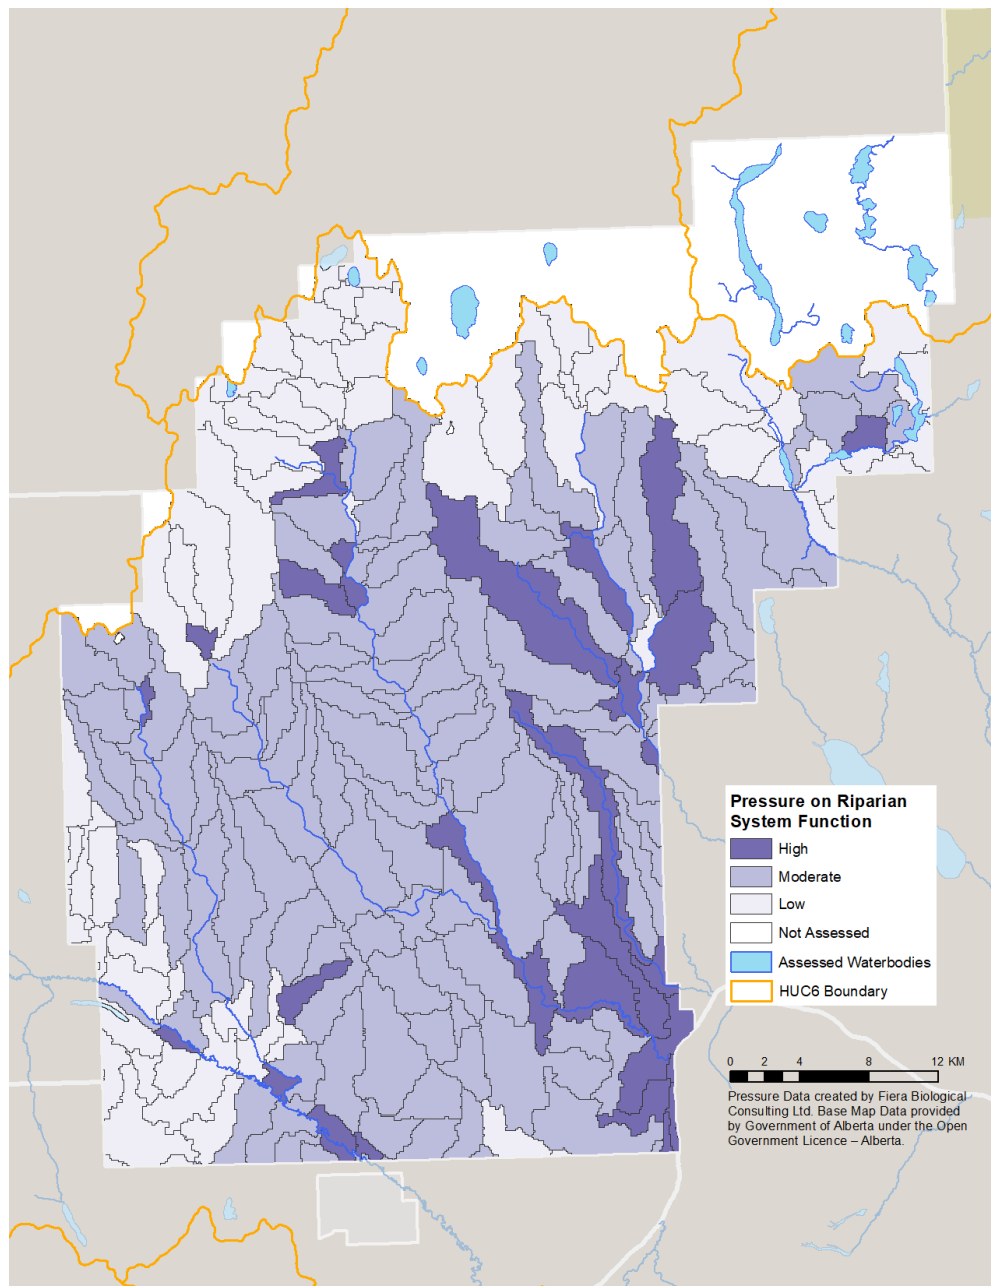 Pressure on Riparian
System Function
High
Moderate
Low
Not Assessed
Assessed Waterbodies
HUC6 Boundary
0 2 4 8 12 KM
Pressure Data created by Fiera Biological
Consulting Ltd. Base Map Data provided
by Government of Alberta under the Open
Government Licence – Alberta.